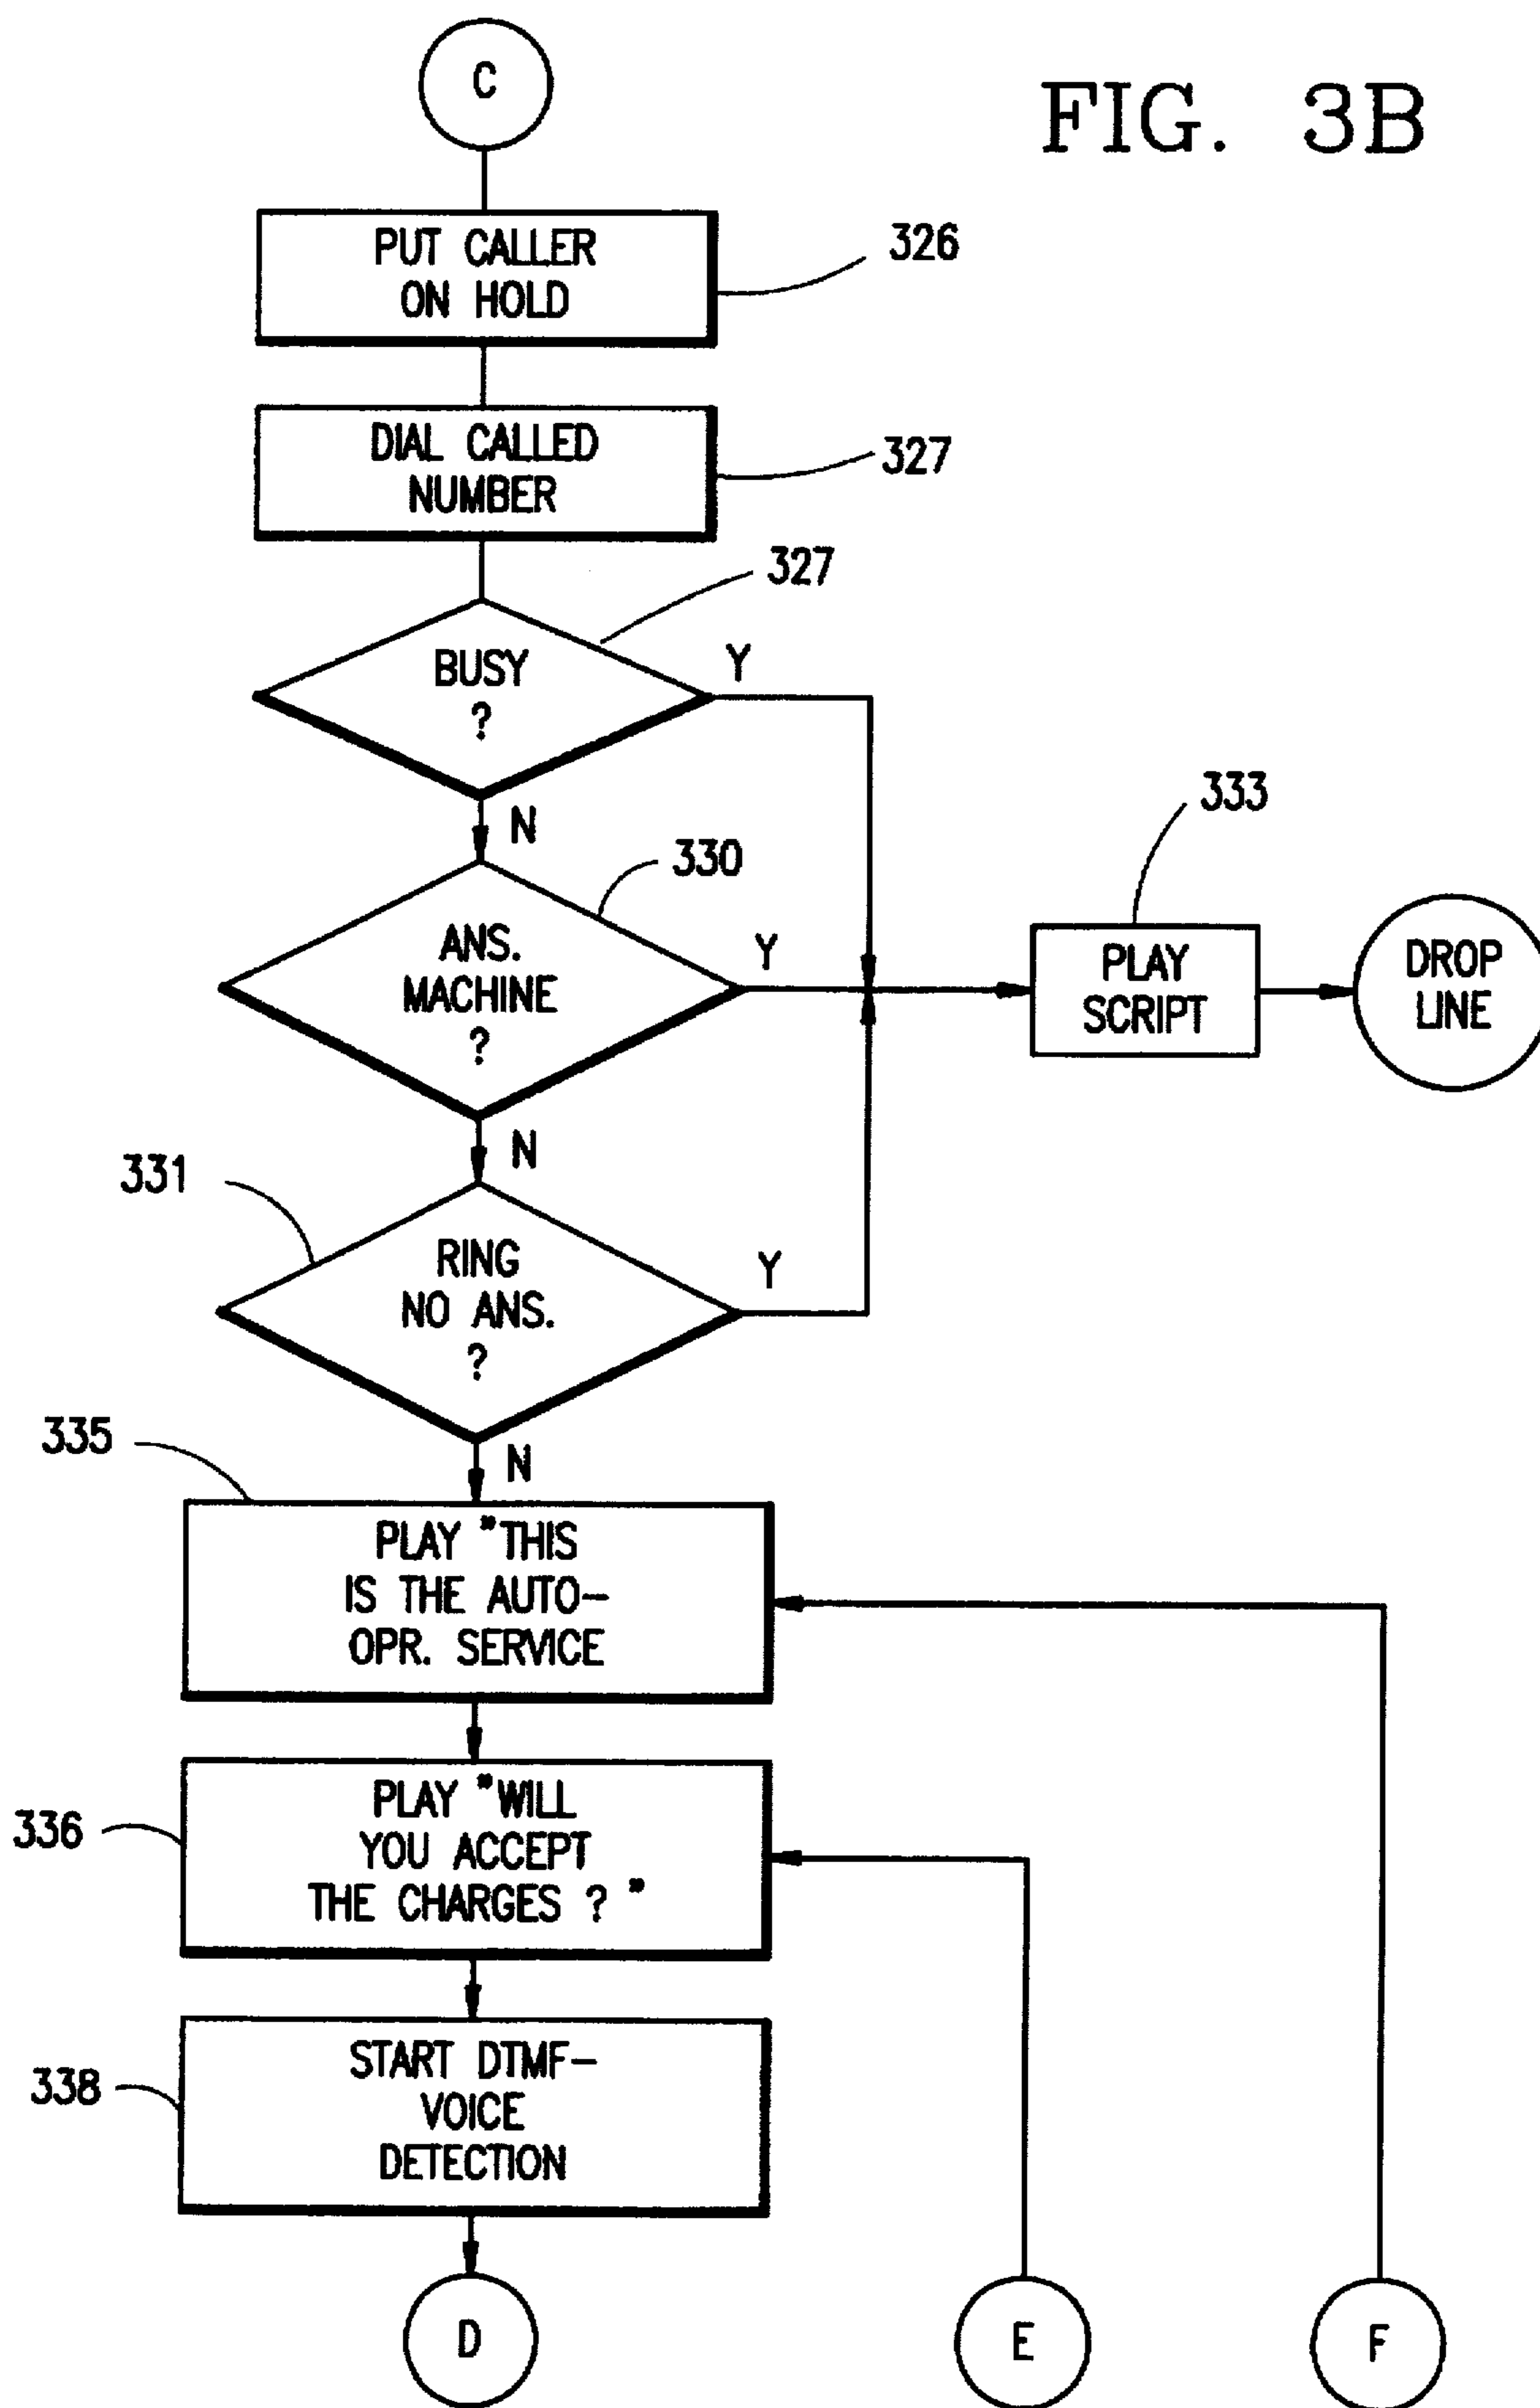 C
FIG. 3B
PUT CALLER
ON HOLD
326
DIAL CALLED
NUMBER
327
327
BUSY
?
Y
N
333
330
ANS.
MACHINE
?
Y
PLAY
SCRIPT
DROP
LINE
N
331
RING
NO ANS.
?
Y
335
N
PLAY "THIS
IS THE AUTO-
OPR. SERVICE
336
PLAY "WILL
YOU ACCEPT
THE CHARGES ? "
338
START DTMF-
VOICE
DETECTION
D
E
F